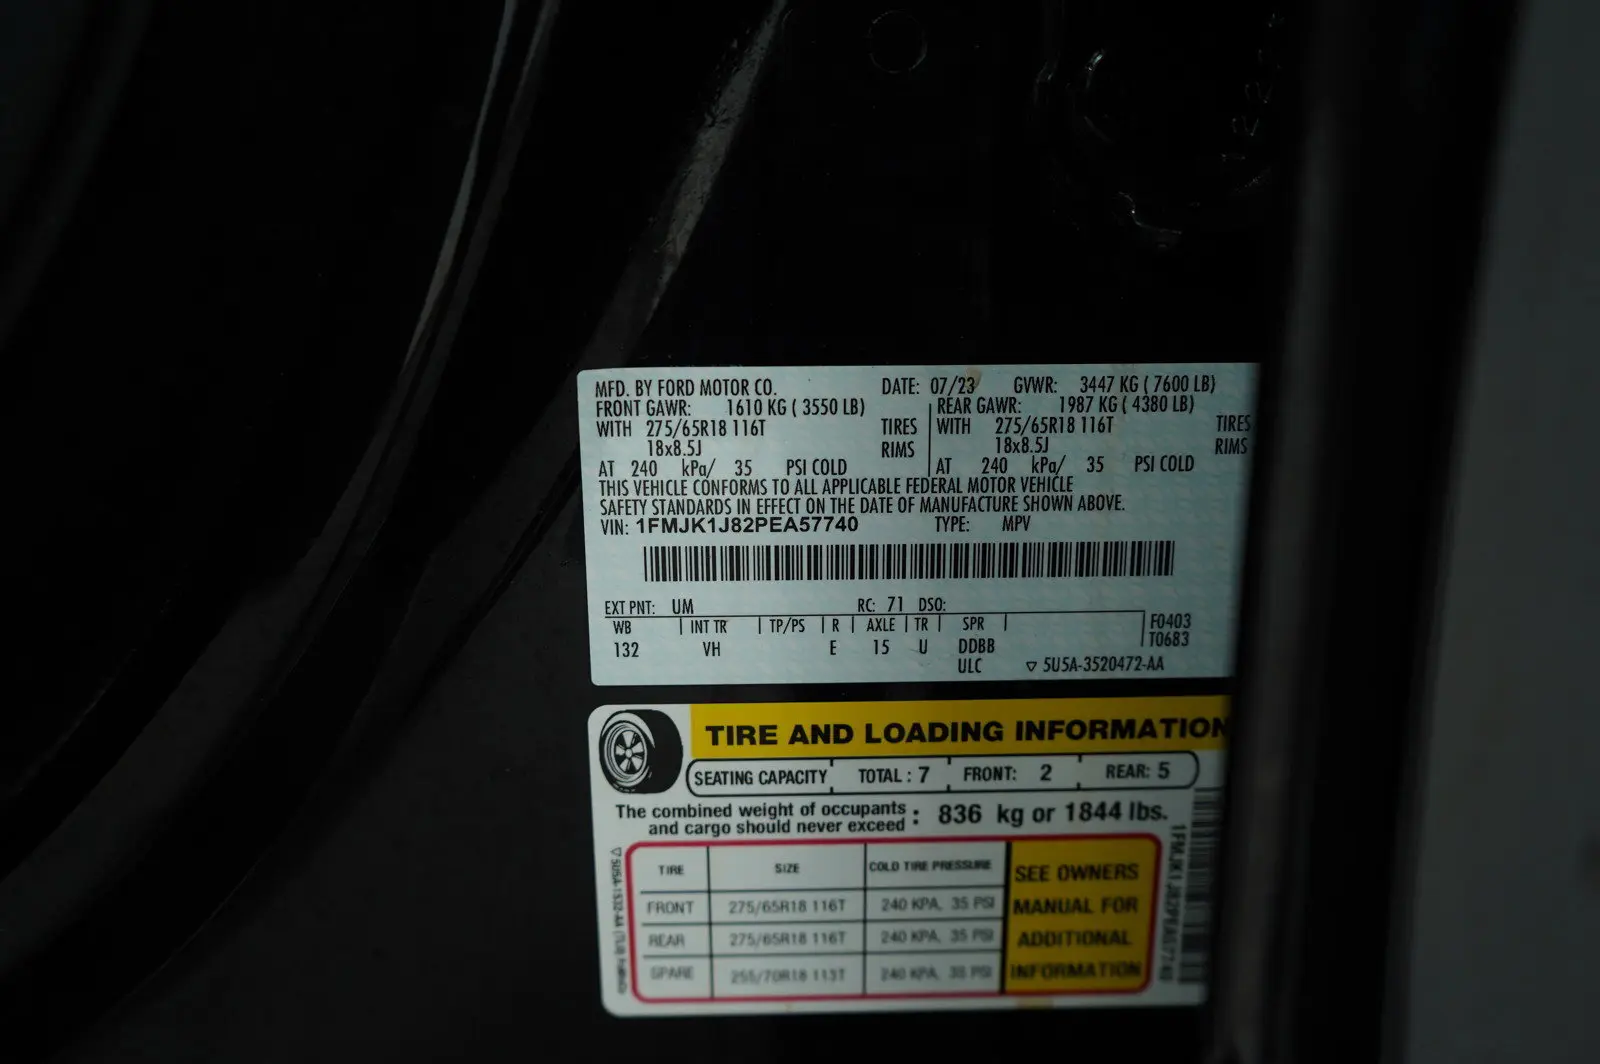 MFD. BY FORD MOTOR CO. DATE: 07/23 GVWR: 3447 KG ( 7600 LB)
FRONT GAWR: 1610 KG ( 3550 LB) REAR GAWR: 1987 KG ( 4380 LB)
WITH 275/65R18 116T TIRES WITH 275/65R18 116T TIRES
18x8.5J RIMS 18x8.5J RIMS
AT 240 kPa/ 35 PSI COLD AT 240 kPa/ 35 PSI COLD
THIS VEHICLE CONFORMS TO ALL APPLICABLE FEDERAL MOTOR VEHICLE
SAFETY STANDARDS IN EFFECT ON THE DATE OF MANUFACTURE SHOWN ABOVE.
VIN: 1FMJK1J82PEA57740 TYPE: MPV
EXT PNT: UM RC: 71 DSO:
WB INT TR TP/PS R AXLE TR SPR F0403
T0683
132 VH E 15 U DDBB
ULC ▽ 5U5A-3520472-AA
TIRE AND LOADING INFORMATION
SEATING CAPACITY TOTAL : 7 FRONT: 2 REAR: 5
The combined weight of occupants
and cargo should never exceed : 836 kg or 1844 lbs.
TIRE SIZE COLD TIRE PRESSURE SEE OWNERS
FRONT 275/65R18 116T 240 KPA, 35 PSI MANUAL FOR
REAR 275/65R18 116T 240 KPA, 35 PSI ADDITIONAL
SPARE 255/70R18 113T 240 KPA, 35 PSI INFORMATION
1FMJK1J82PEA57740